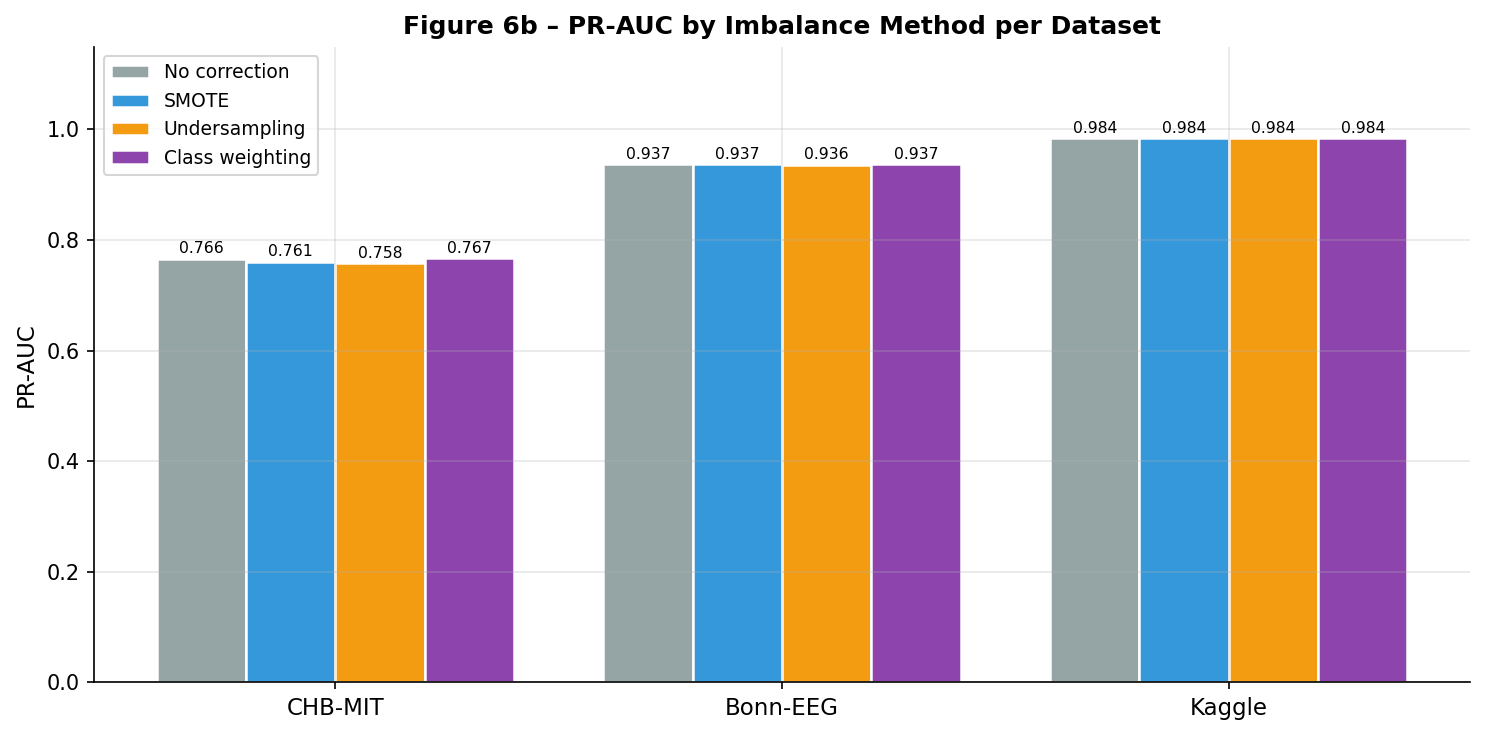 Figure 6b – PR-AUC by Imbalance Method per Dataset
No correction
SMOTE
Undersampling
Class weighting
PR-AUC
1.0
0.8
0.6
0.4
0.2
0.0
0.766
0.761
0.758
0.767
0.937
0.937
0.936
0.937
0.984
0.984
0.984
0.984
CHB-MIT
Bonn-EEG
Kaggle